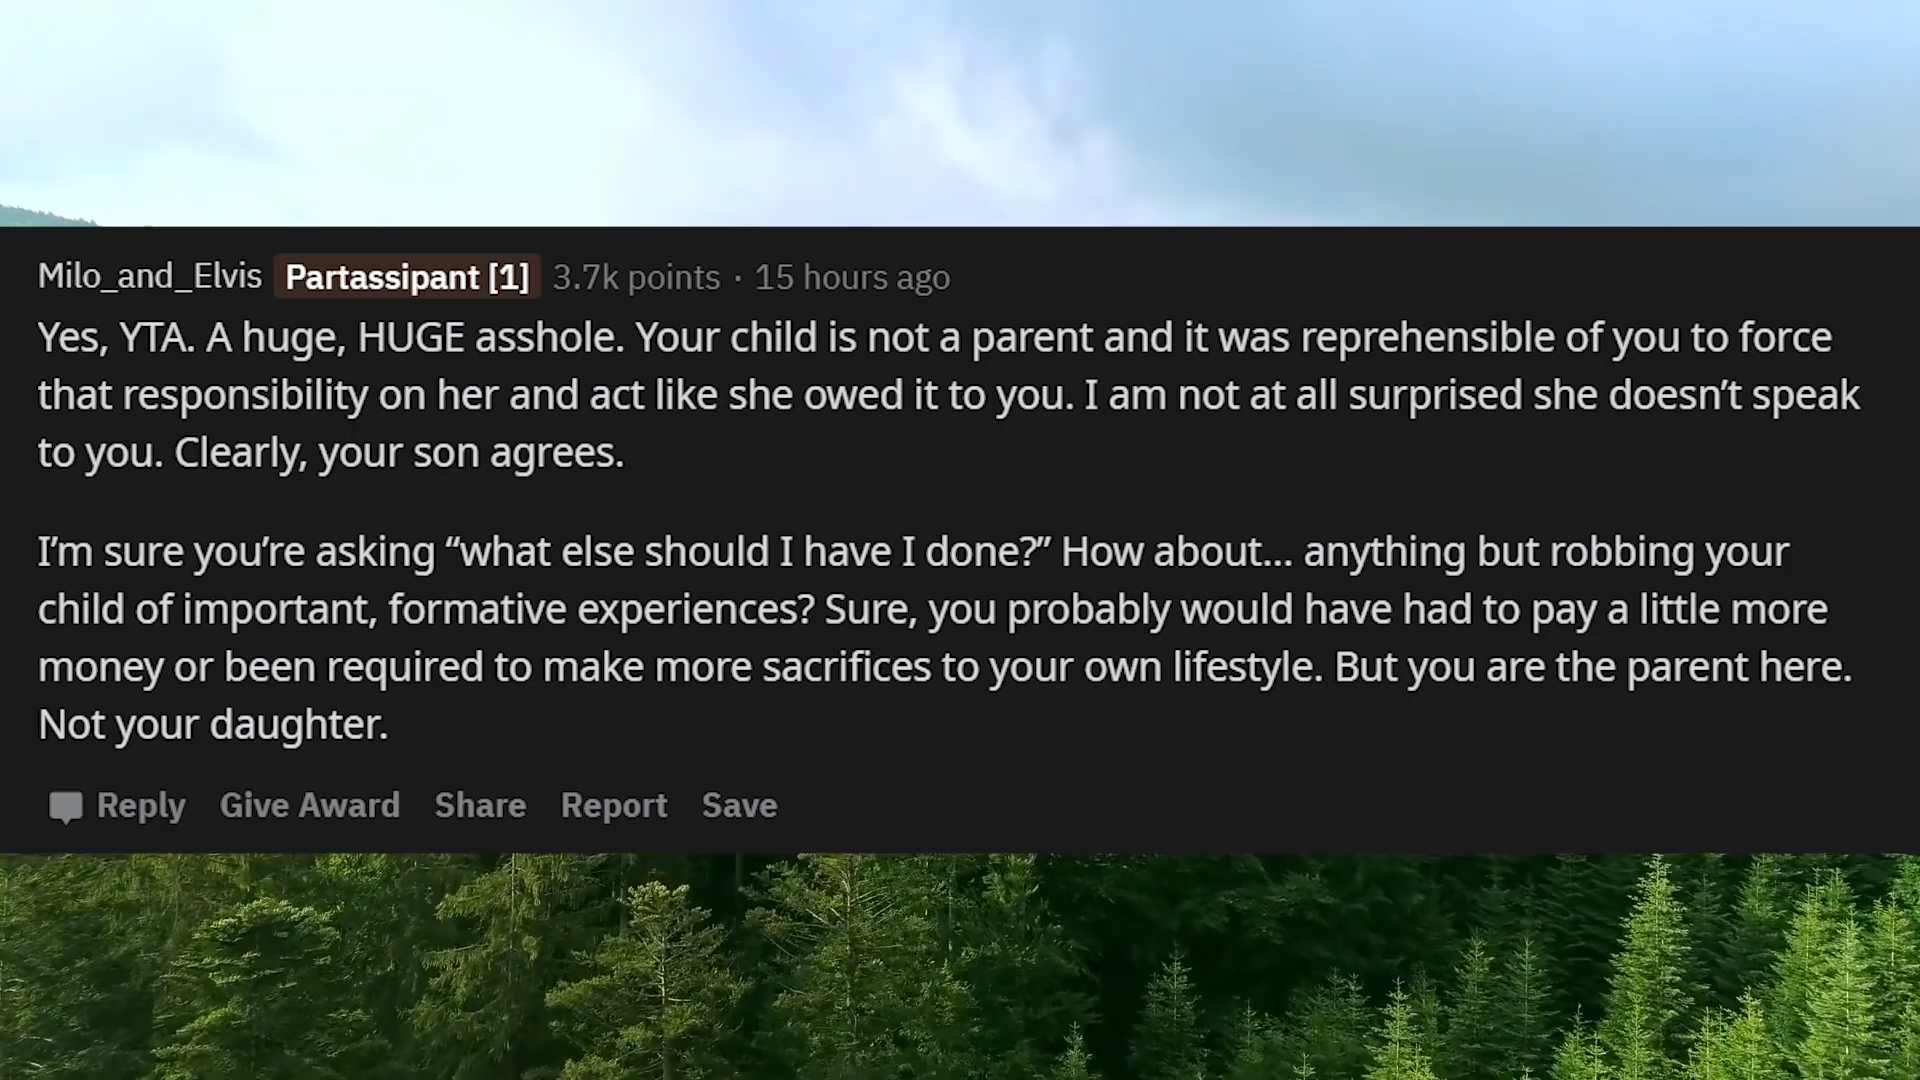 Milo_and_Elvis Partassipant [1] 3.7k points · 15 hours ago
Yes, YTA. A huge, HUGE asshole. Your child is not a parent and it was reprehensible of you to force
that responsibility on her and act like she owed it to you. I am not at all surprised she doesn’t speak
to you. Clearly, your son agrees.
I’m sure you’re asking “what else should I have I done?” How about... anything but robbing your
child of important, formative experiences? Sure, you probably would have had to pay a little more
money or been required to make more sacrifices to your own lifestyle. But you are the parent here.
Not your daughter.
Reply Give Award Share Report Save